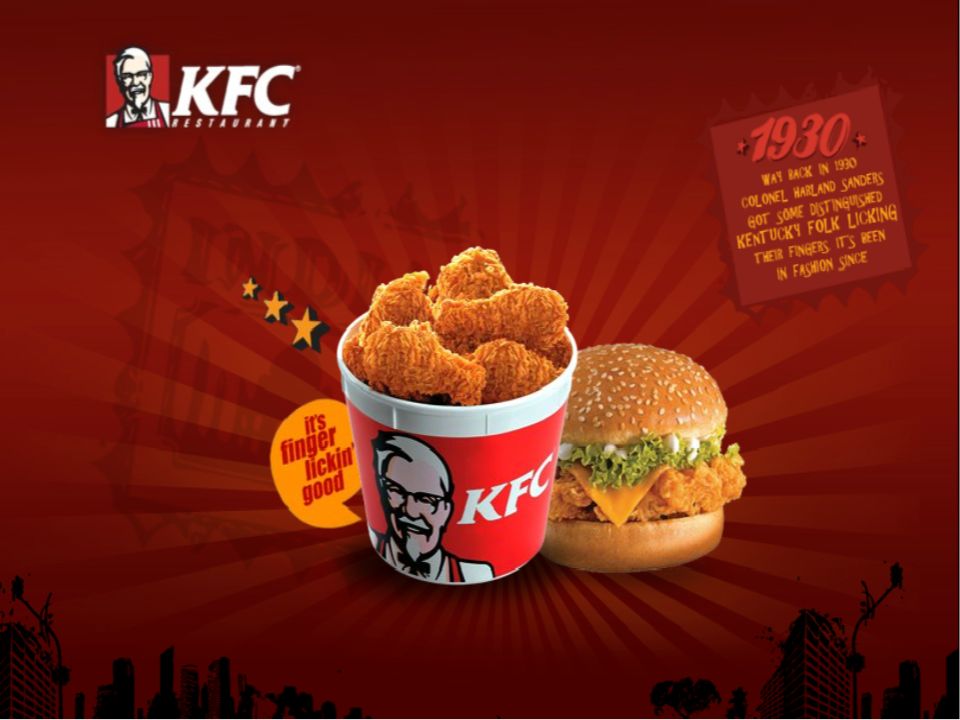 KFC®
RESTAURANT
★1930★
WAY BACK IN 1930
COLONEL HARLAND SANDERS
GOT SOME DISTINGUISHED
KENTUCKY FOLK LICKING
THEIR FINGERS. IT'S BEEN
IN FASHION SINCE
it's
finger
lickin'
good
KFC